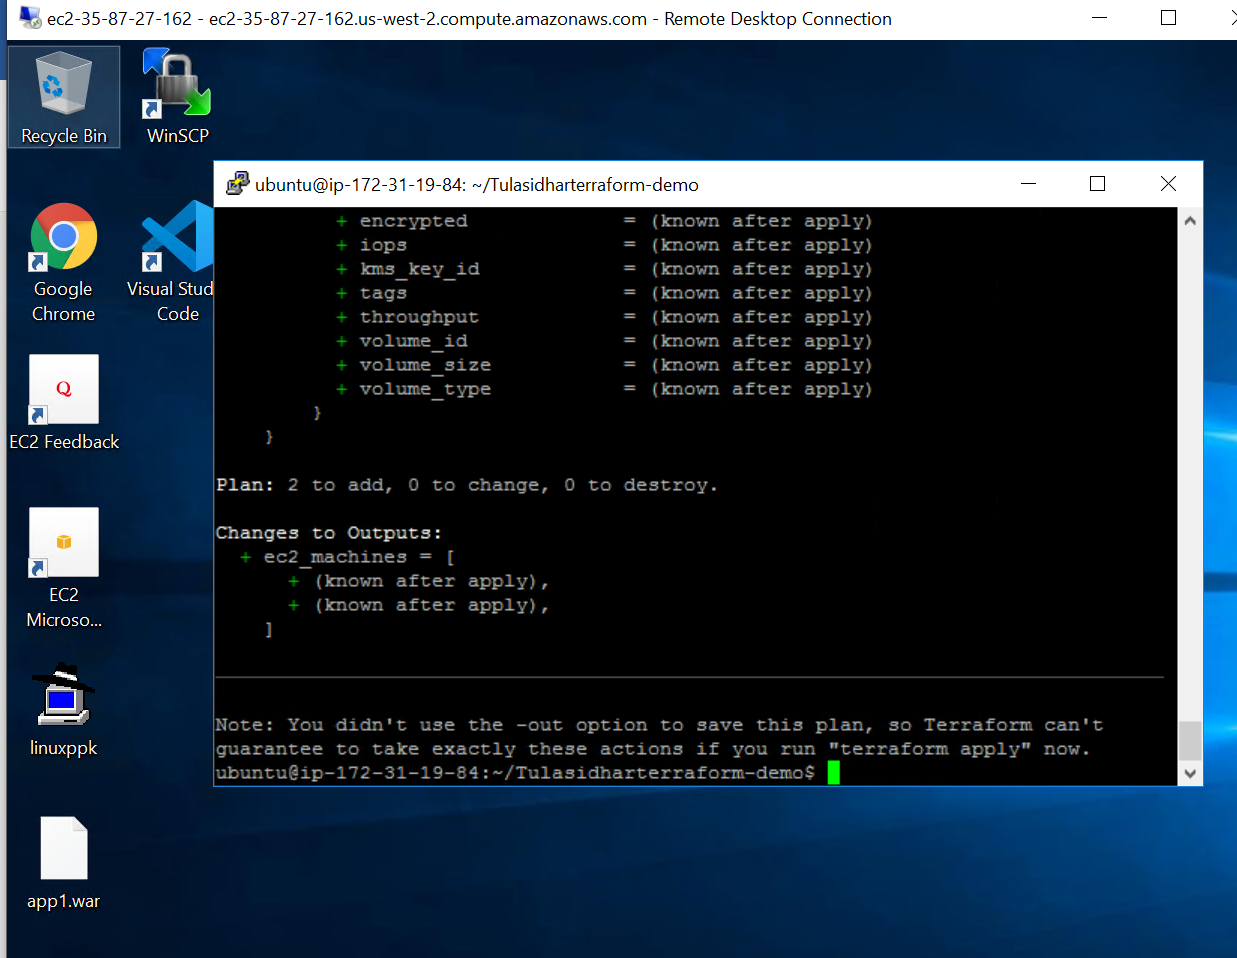 ec2-35-87-27-162 - ec2-35-87-27-162.us-west-2.compute.amazonaws.com - Remote Desktop Connection
Recycle Bin
WinSCP
Google
Chrome
Visual Stud
Code
Q
EC2 Feedback
EC2
Microso...
linuxppk
app1.war
ubuntu@ip-172-31-19-84: ~/Tulasidharterraform-demo
+ encrypted = (known after apply)
+ iops = (known after apply)
+ kms_key_id = (known after apply)
+ tags = (known after apply)
+ throughput = (known after apply)
+ volume_id = (known after apply)
+ volume_size = (known after apply)
+ volume_type = (known after apply)
}
}
Plan: 2 to add, 0 to change, 0 to destroy.
Changes to Outputs:
+ ec2_machines = [
+ (known after apply),
+ (known after apply),
]
Note: You didn't use the -out option to save this plan, so Terraform can't
guarantee to take exactly these actions if you run "terraform apply" now.
ubuntu@ip-172-31-19-84:~/Tulasidharterraform-demo$